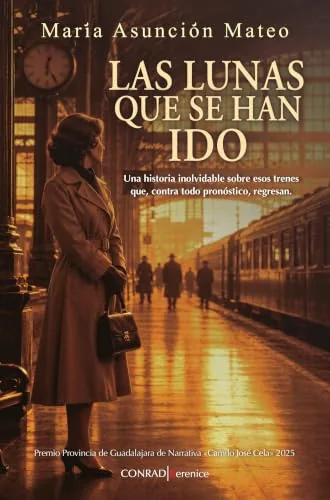 María Asunción Mateo
LAS LUNAS
QUE SE HAN
IDO
Una historia inolvidable sobre esos trenes
que, contra todo pronóstico, regresan.
Premio Provincia de Guadalajara de Narrativa «Camilo José Cela» 2025
CONRAD|Berenice